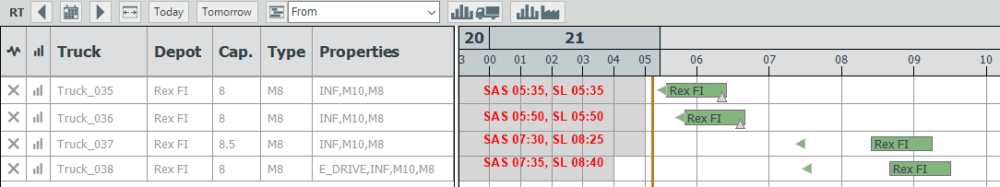 RT Today Tomorrow From
20 21
Truck Depot Cap. Type Properties
3 00 01 02 03 04 05 06 07 08 09 10
Truck_035 Rex FI 8 M8 INF,M10,M8 SAS 05:35, SL 05:35 Rex FI
Truck_036 Rex FI 8 M8 INF,M10,M8 SAS 05:50, SL 05:50 Rex FI
Truck_037 Rex FI 8.5 M8 INF,M10,M8 SAS 07:30, SL 08:25 Rex FI
Truck_038 Rex FI 8 M8 E_DRIVE,INF,M10,M8 SAS 07:35, SL 08:40 Rex FI